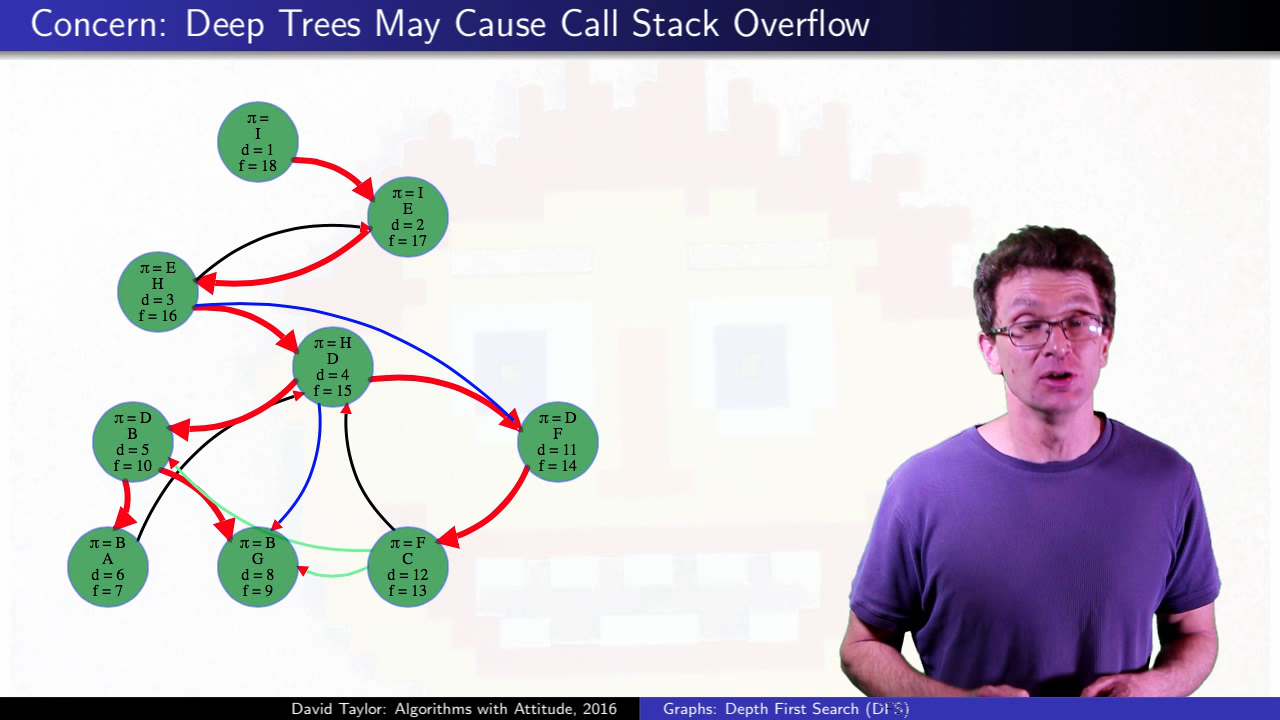 Concern: Deep Trees May Cause Call Stack Overflow
π =
I
d = 1
f = 18
π = I
E
d = 2
f = 17
π = E
H
d = 3
f = 16
π = H
D
d = 4
f = 15
π = D
B
d = 5
f = 10
π = D
F
d = 11
f = 14
π = B
A
d = 6
f = 7
π = B
G
d = 8
f = 9
π = F
C
d = 12
f = 13
David Taylor: Algorithms with Attitude, 2016
Graphs: Depth First Search (DFS)